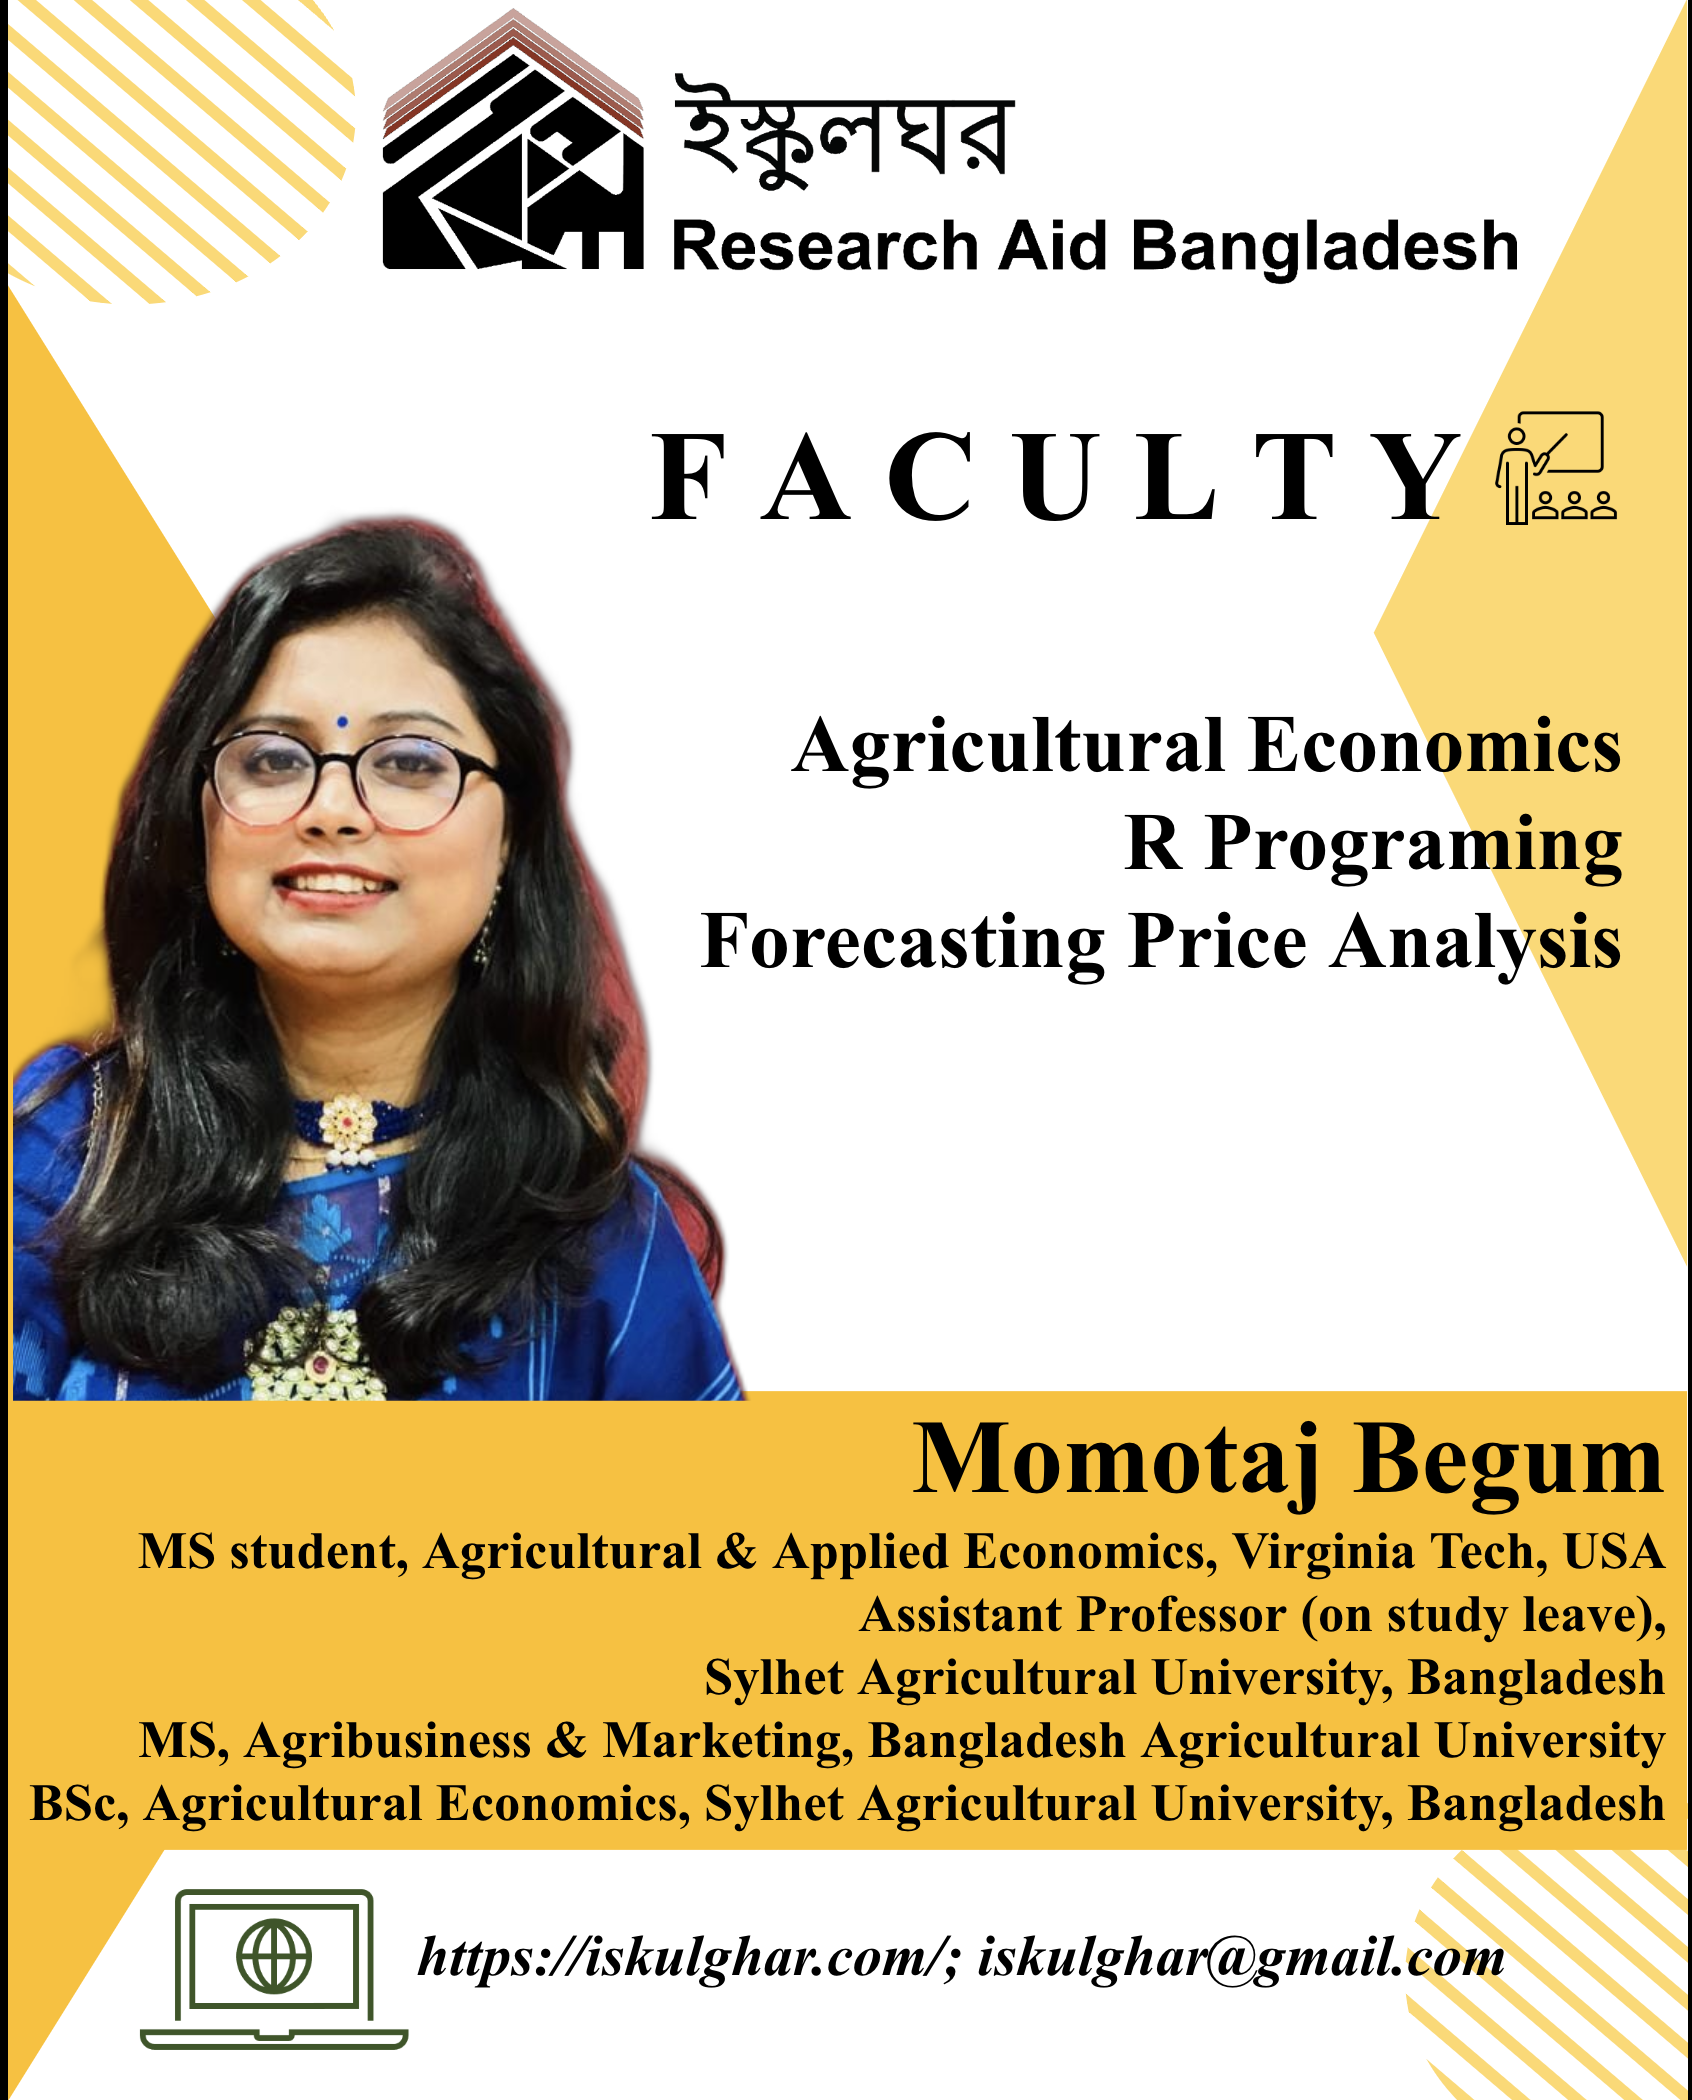 ইস্কুলঘর
Research Aid Bangladesh
FACULTY
Agricultural Economics
R Programing
Forecasting Price Analysis
Momotaj Begum
MS student, Agricultural & Applied Economics, Virginia Tech, USA
Assistant Professor (on study leave),
Sylhet Agricultural University, Bangladesh
MS, Agribusiness & Marketing, Bangladesh Agricultural University
BSc, Agricultural Economics, Sylhet Agricultural University, Bangladesh
https://iskulghar.com/; iskulghar@gmail.com